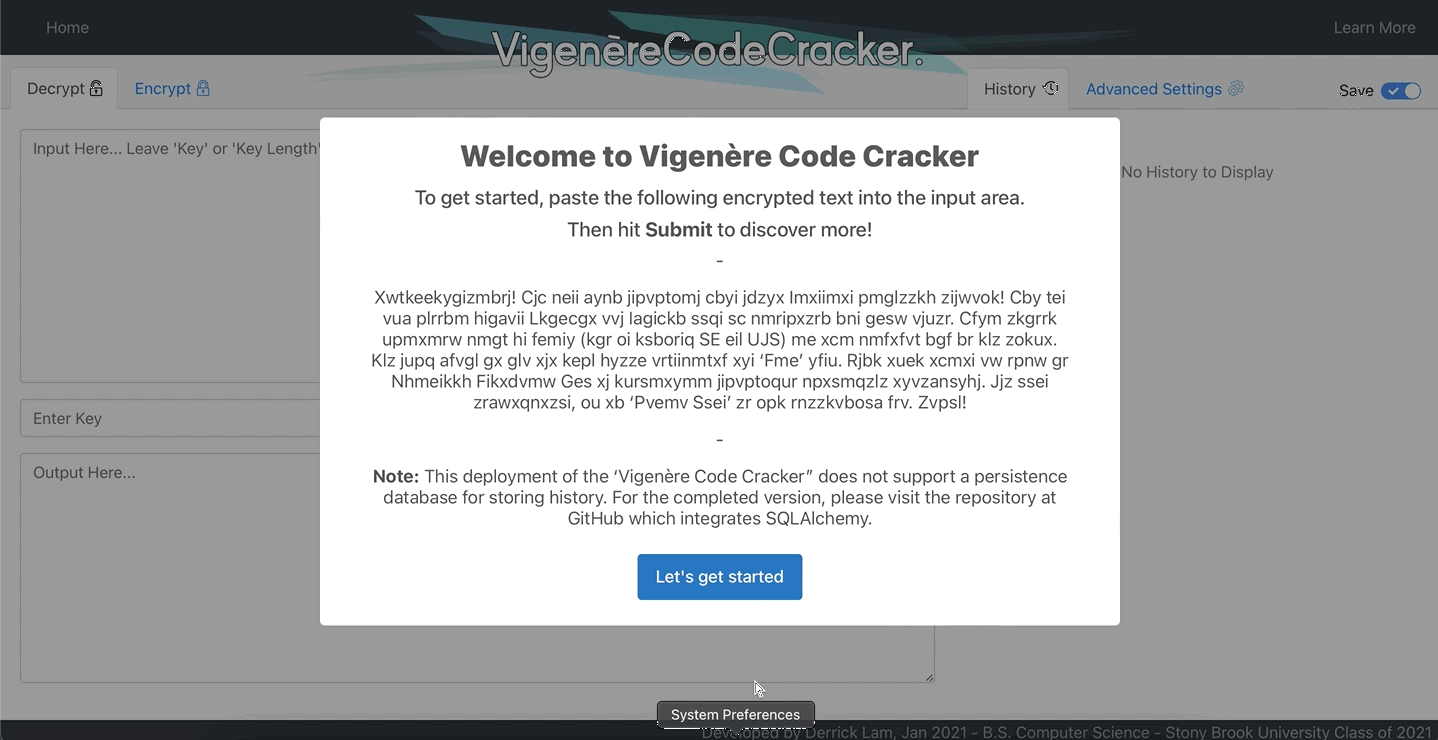 Home
VigenèreCodeCracker.
Learn More
Decrypt
Encrypt
History
Advanced Settings
Save
Input Here... Leave 'Key' or 'Key Length'
No History to Display
Welcome to Vigenère Code Cracker
To get started, paste the following encrypted text into the input area.
Then hit Submit to discover more!
-
Xwtkeekygizmbrj! Cjc neii aynb jipvptomj cbyi jdzyx Imxiimxi pmglzzkh zijwvok! Cby tei
vua plrrbm higavii Lkgecgx vvj lagickb ssqi sc nmripxzrb bni gesw vjuzr. Cfym zkgrrk
upmxmrw nmgt hi femiy (kgr oi ksboriq SE eil UJS) me xcm nmfxfvt bgf br klz zokux.
Klz jupq afvgl gx glv xjx kepl hyzze vrtiinmtxf xyi ‘Fme’ yfiu. Rjbk xuek xcmxi vw rpnw gr
Nhmeikkh Fikxdvmw Ges xj kursmxymm jipvptoqur npxsmqzlz xyvzansyhj. Jjz ssei
zrawxqnxzsi, ou xb ‘Pvemv Ssei’ zr opk rnzzkvbosa frv. Zvpsl!
-
Note: This deployment of the ‘Vigenère Code Cracker” does not support a persistence
database for storing history. For the completed version, please visit the repository at
GitHub which integrates SQLAlchemy.
Let's get started
Enter Key
Output Here...
System Preferences
Developed by Derrick Lam, Jan 2021 - B.S. Computer Science - Stony Brook University Class of 2021